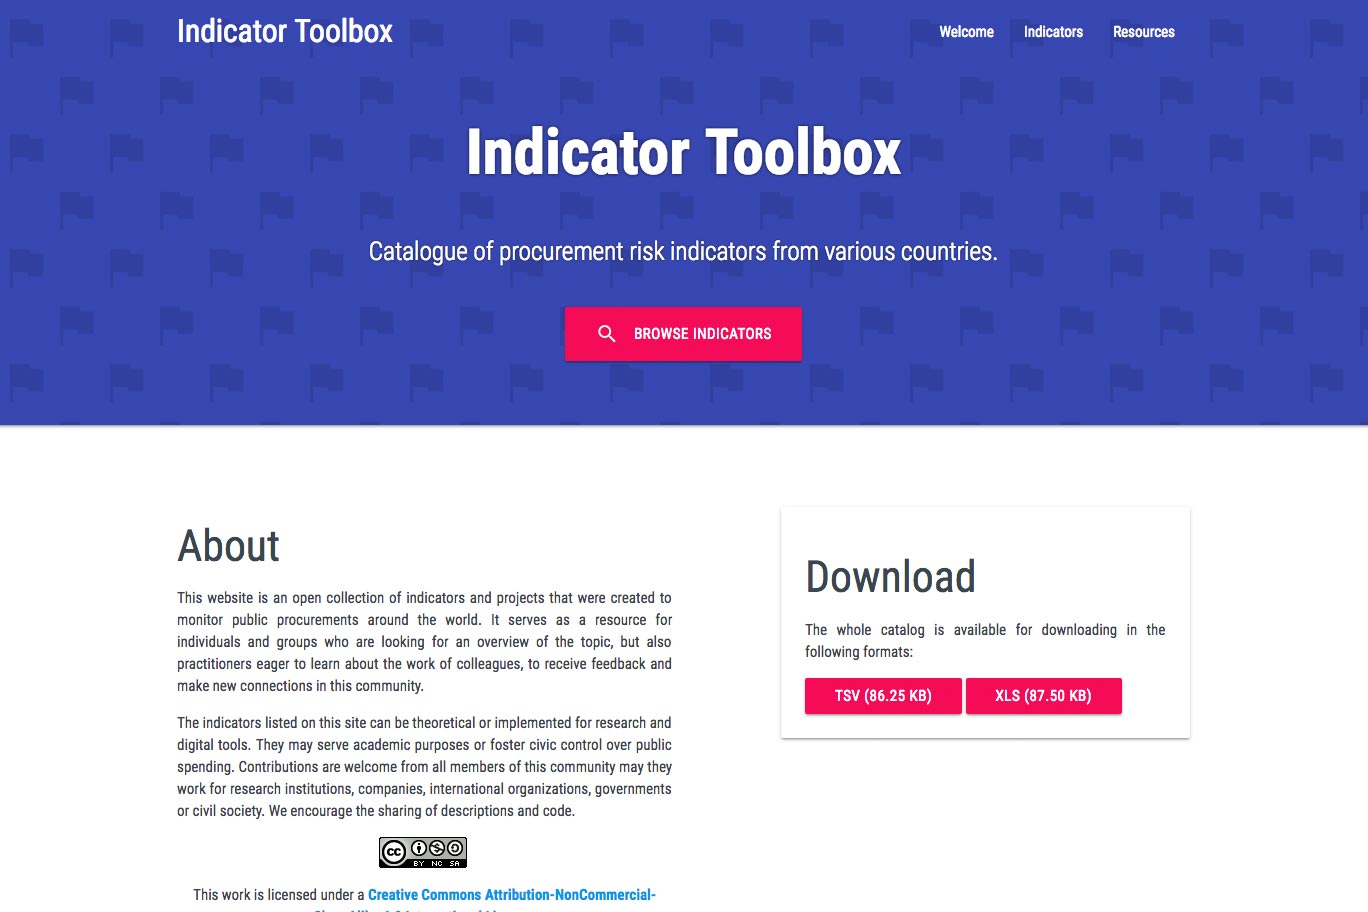 Indicator Toolbox
Welcome
Indicators
Resources
Indicator Toolbox
Catalogue of procurement risk indicators from various countries.
BROWSE INDICATORS
About
This website is an open collection of indicators and projects that were created to
monitor public procurements around the world. It serves as a resource for
individuals and groups who are looking for an overview of the topic, but also
practitioners eager to learn about the work of colleagues, to receive feedback and
make new connections in this community.
The indicators listed on this site can be theoretical or implemented for research and
digital tools. They may serve academic purposes or foster civic control over public
spending. Contributions are welcome from all members of this community may they
work for research institutions, companies, international organizations, governments
or civil society. We encourage the sharing of descriptions and code.
cc
BY NC SA
This work is licensed under a Creative Commons Attribution-NonCommercial-
Download
The whole catalog is available for downloading in the
following formats:
TSV (86.25 KB)
XLS (87.50 KB)